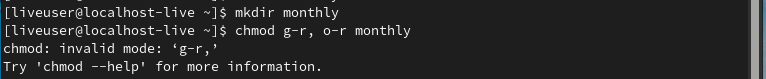 [liveuser@localhost-live ~]$ mkdir monthly
[liveuser@localhost-live ~]$ chmod g-r, o-r monthly
chmod: invalid mode: ‘g-r,’
Try 'chmod --help' for more information.